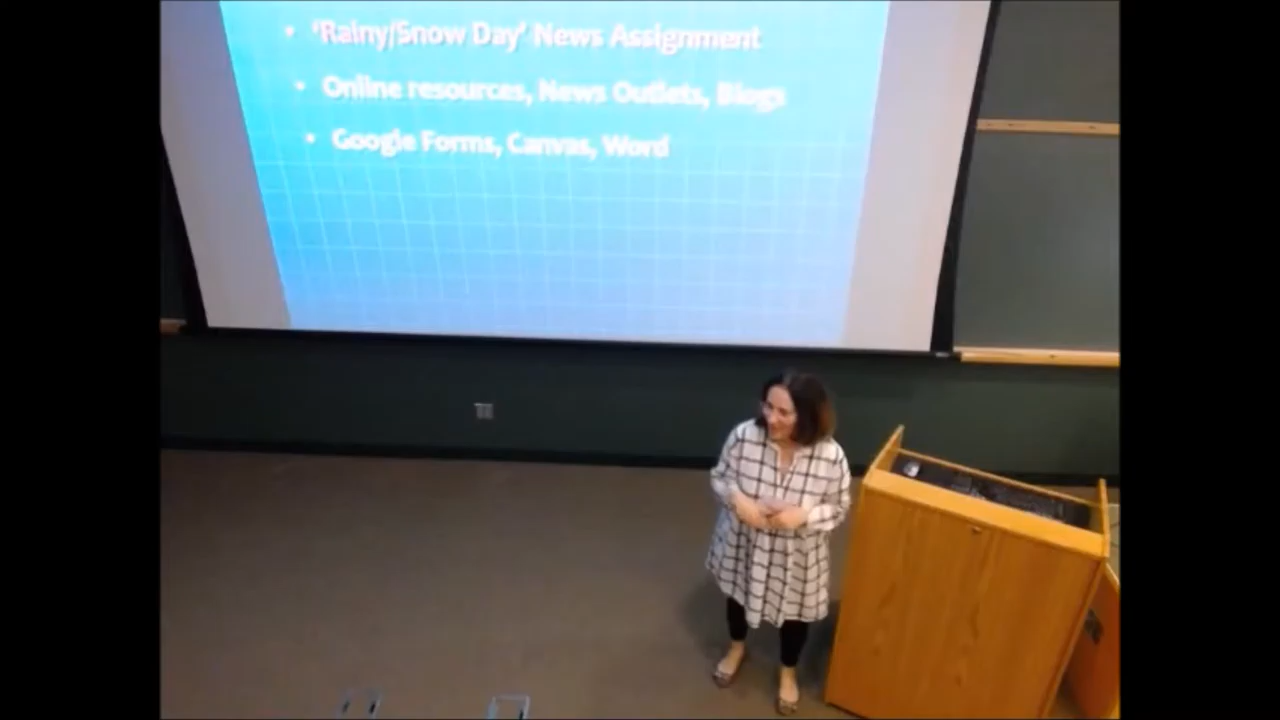 • 'Rainy/Snow Day' News Assignment
• Online resources, News Outlets, Blogs
• Google Forms, Canvas, Word